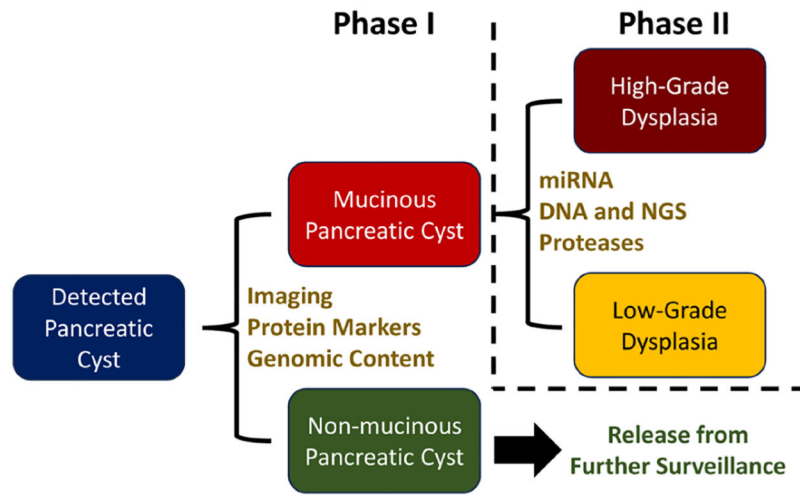 Phase I
Phase II
High-Grade
Dysplasia
Mucinous
Pancreatic Cyst
miRNA
DNA and NGS
Proteases
Detected
Pancreatic
Cyst
Imaging
Protein Markers
Genomic Content
Low-Grade
Dysplasia
Non-mucinous
Pancreatic Cyst
Release from
Further Surveillance